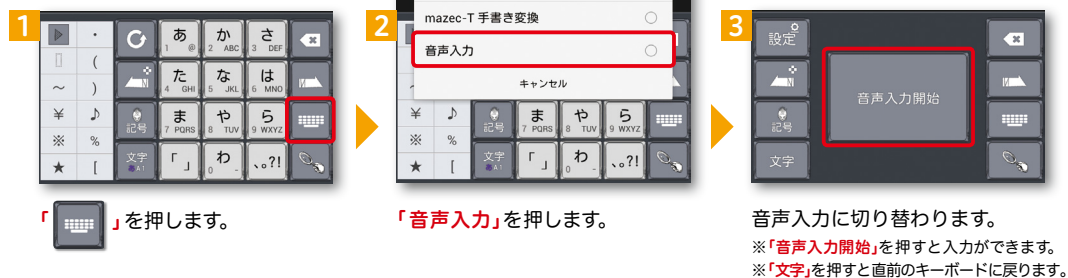 1
▶ ・ あ か さ
1 @ 2 ABC 3 DEF
( た な は
4 GHI 5 JKL 6 MNO
～ )
¥ ♪ 記号 ま や ら
7 PQRS 8 TUV 9 WXYZ
※ %
★ [ 文字 「 」 わ 、。?!
A1 0 -
「 」を押します。
2
mazec-T 手書き変換
音声入力
キャンセル
¥ ♪ 記号 ま や ら
7 PQRS 8 TUV 9 WXYZ
※ %
★ [ 文字 「 」 わ 、。?!
A1 0 -
「音声入力」を押します。
3
設定
音声入力開始
記号
文字
音声入力に切り替わります。
※「音声入力開始」を押すと入力ができます。
※「文字」を押すと直前のキーボードに戻ります。